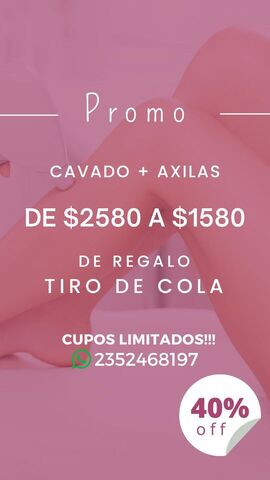 Promo
CAVADO + AXILAS
DE $2580 A $1580
DE REGALO
TIRO DE COLA
CUPOS LIMITADOS!!!
2352468197
40%
off